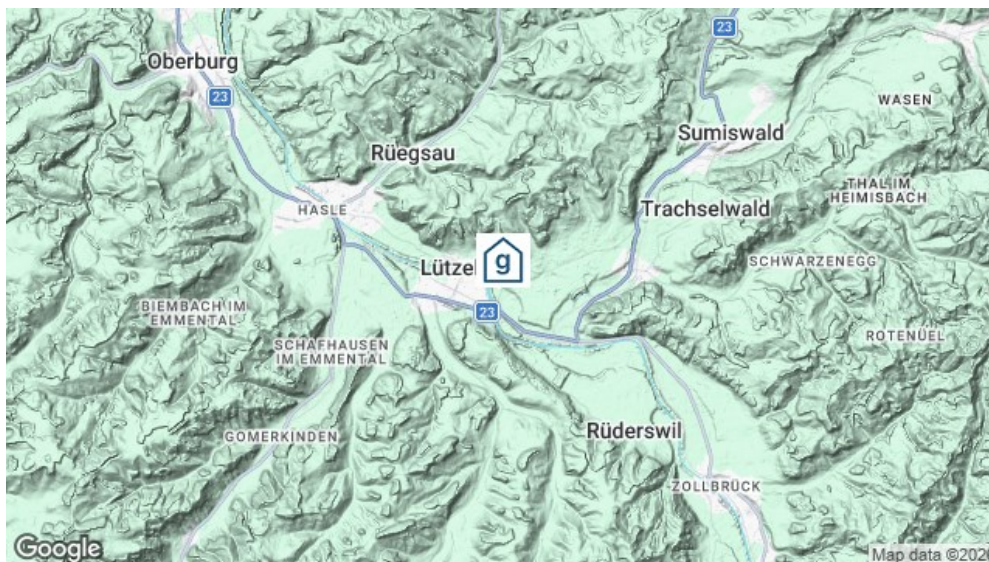 23
Oberburg
23
WASEN
Sumiswald
Rüegsau
THAL IM
HEIMISBACH
HASLE
Trachselwald
SCHWARZENEGG
Lützel
g
BIEMBACH IM
EMMENTAL
23
SCHAFHAUSEN
IM EMMENTAL
ROTENÜEL
GOMERKINDEN
Rüderswil
ZOLLBRÜCK
Google
Map data ©2026